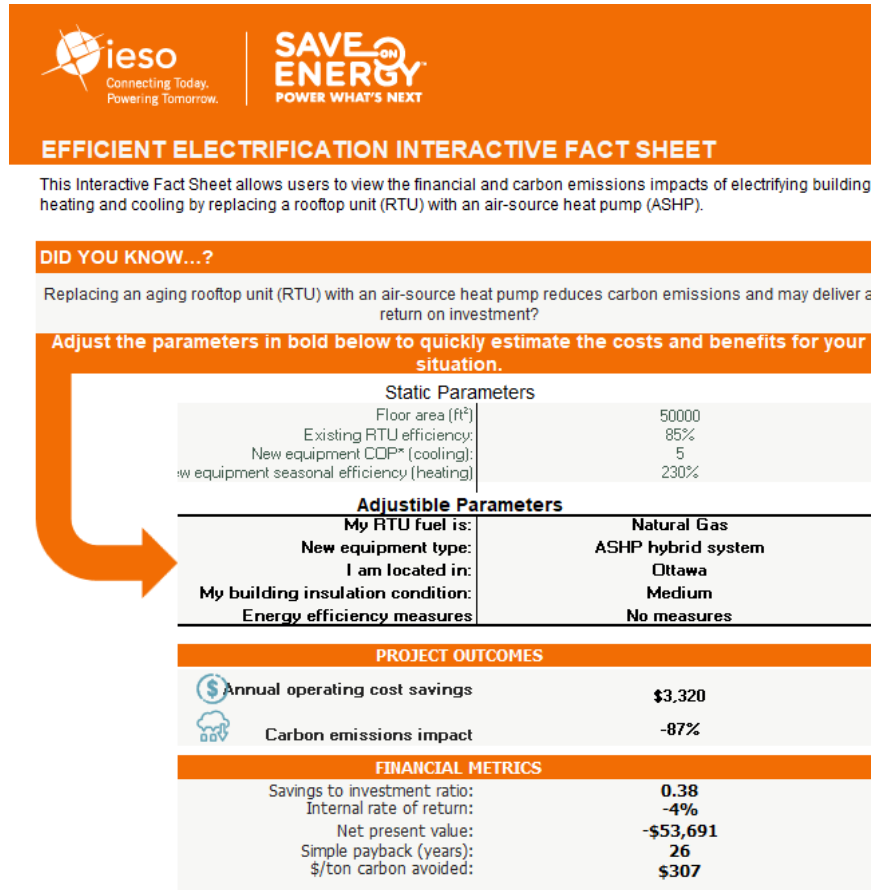 ieso
Connecting Today.
Powering Tomorrow.
SAVE ON
ENERGY™
POWER WHAT'S NEXT
EFFICIENT ELECTRIFICATION INTERACTIVE FACT SHEET
This Interactive Fact Sheet allows users to view the financial and carbon emissions impacts of electrifying building
heating and cooling by replacing a rooftop unit (RTU) with an air-source heat pump (ASHP).
DID YOU KNOW...?
Replacing an aging rooftop unit (RTU) with an air-source heat pump reduces carbon emissions and may deliver a
return on investment?
Adjust the parameters in bold below to quickly estimate the costs and benefits for your
situation.
Static Parameters
Floor area (ft²) 50000
Existing RTU efficiency: 85%
New equipment COP* (cooling): 5
w equipment seasonal efficiency (heating) 230%
Adjustible Parameters
My RTU fuel is: Natural Gas
New equipment type: ASHP hybrid system
I am located in: Ottawa
My building insulation condition: Medium
Energy efficiency measures No measures
PROJECT OUTCOMES
$ Annual operating cost savings $3,320
Carbon emissions impact -87%
FINANCIAL METRICS
Savings to investment ratio: 0.38
Internal rate of return: -4%
Net present value: -$53,691
Simple payback (years): 26
$/ton carbon avoided: $307